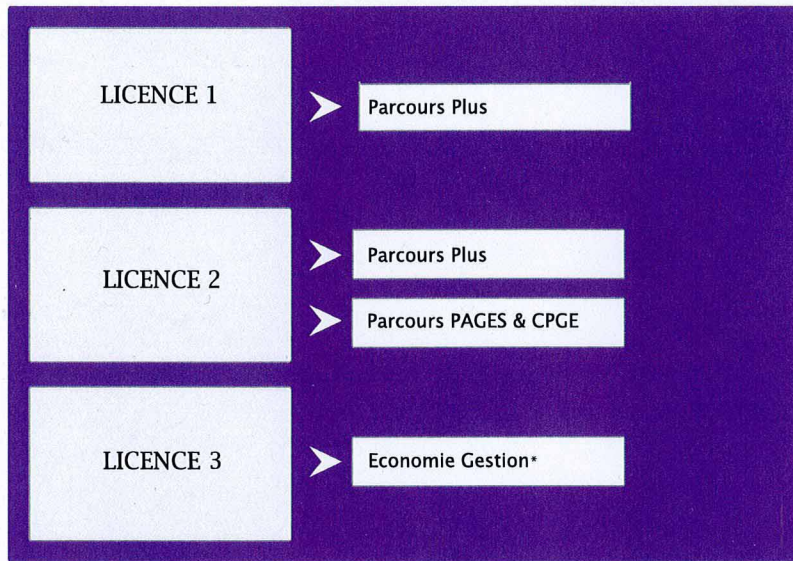 LICENCE 1
Parcours Plus
LICENCE 2
Parcours Plus
Parcours PAGES & CPGE
LICENCE 3
Economie Gestion*